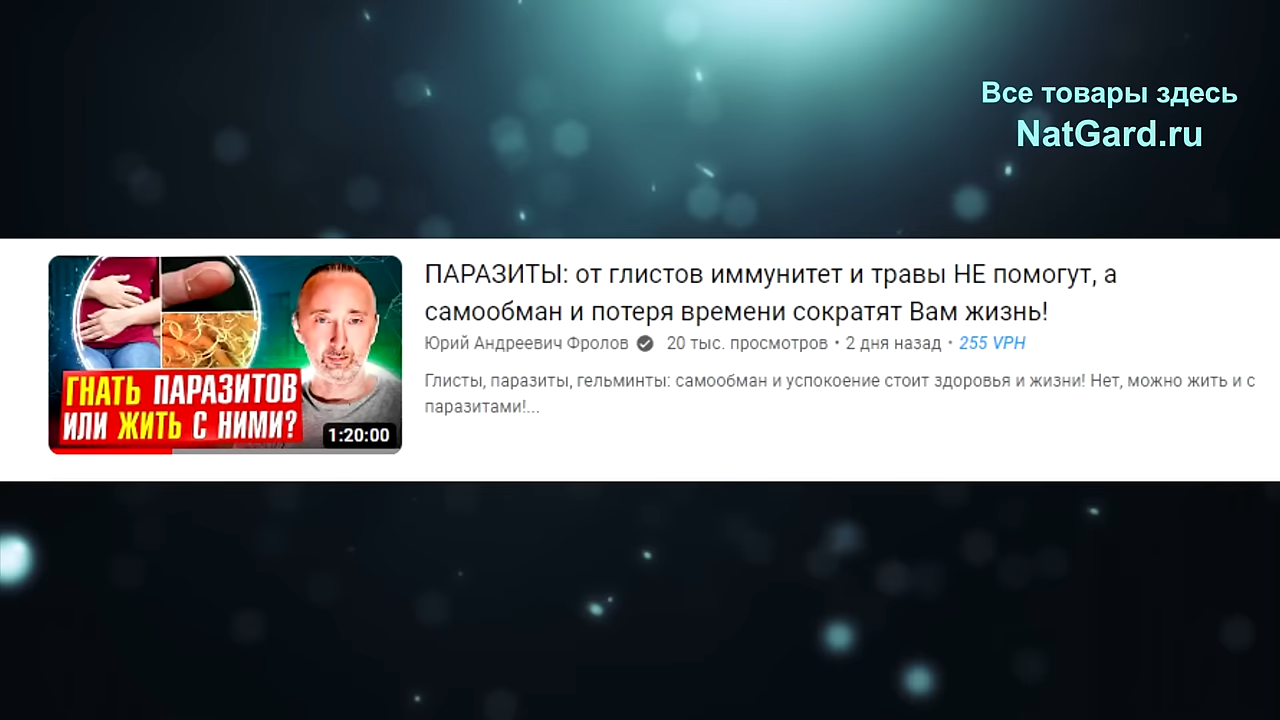 Все товары здесь
NatGard.ru
ПАРАЗИТЫ: от глистов иммунитет и травы НЕ помогут, а
самообман и потеря времени сократят Вам жизнь!
Юрий Андреевич Фролов 20 тыс. просмотров • 2 дня назад • 255 VPH
Глисты, паразиты, гельминты: самообман и успокоение стоит здоровья и жизни! Нет, можно жить и с
паразитами!...
ГНАТЬ ПАРАЗИТОВ
ИЛИ ЖИТЬ С НИМИ?
1:20:00